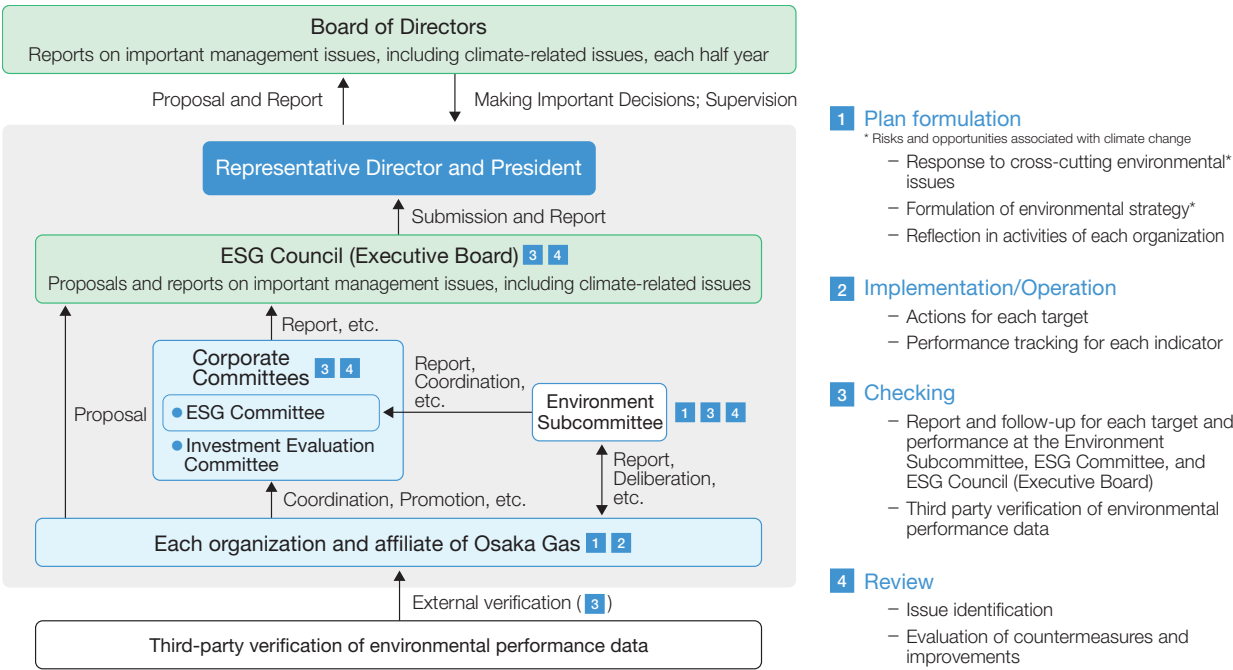 Board of Directors
Reports on important management issues, including climate-related issues, each half year
Proposal and Report
Making Important Decisions; Supervision
Representative Director and President
Submission and Report
ESG Council (Executive Board) 3 4
Proposals and reports on important management issues, including climate-related issues
Report, etc.
Corporate
Committees 3 4
● ESG Committee
● Investment Evaluation
Committee
Proposal
Report,
Coordination,
etc.
Environment
Subcommittee 1 3 4
Report,
Deliberation,
etc.
Coordination, Promotion, etc.
Each organization and affiliate of Osaka Gas 1 2
External verification ( 3 )
Third-party verification of environmental performance data
1 Plan formulation
* Risks and opportunities associated with climate change
– Response to cross-cutting environmental*
issues
– Formulation of environmental strategy*
– Reflection in activities of each organization
2 Implementation/Operation
– Actions for each target
– Performance tracking for each indicator
3 Checking
– Report and follow-up for each target and
performance at the Environment
Subcommittee, ESG Committee, and
ESG Council (Executive Board)
– Third party verification of environmental
performance data
4 Review
– Issue identification
– Evaluation of countermeasures and
improvements